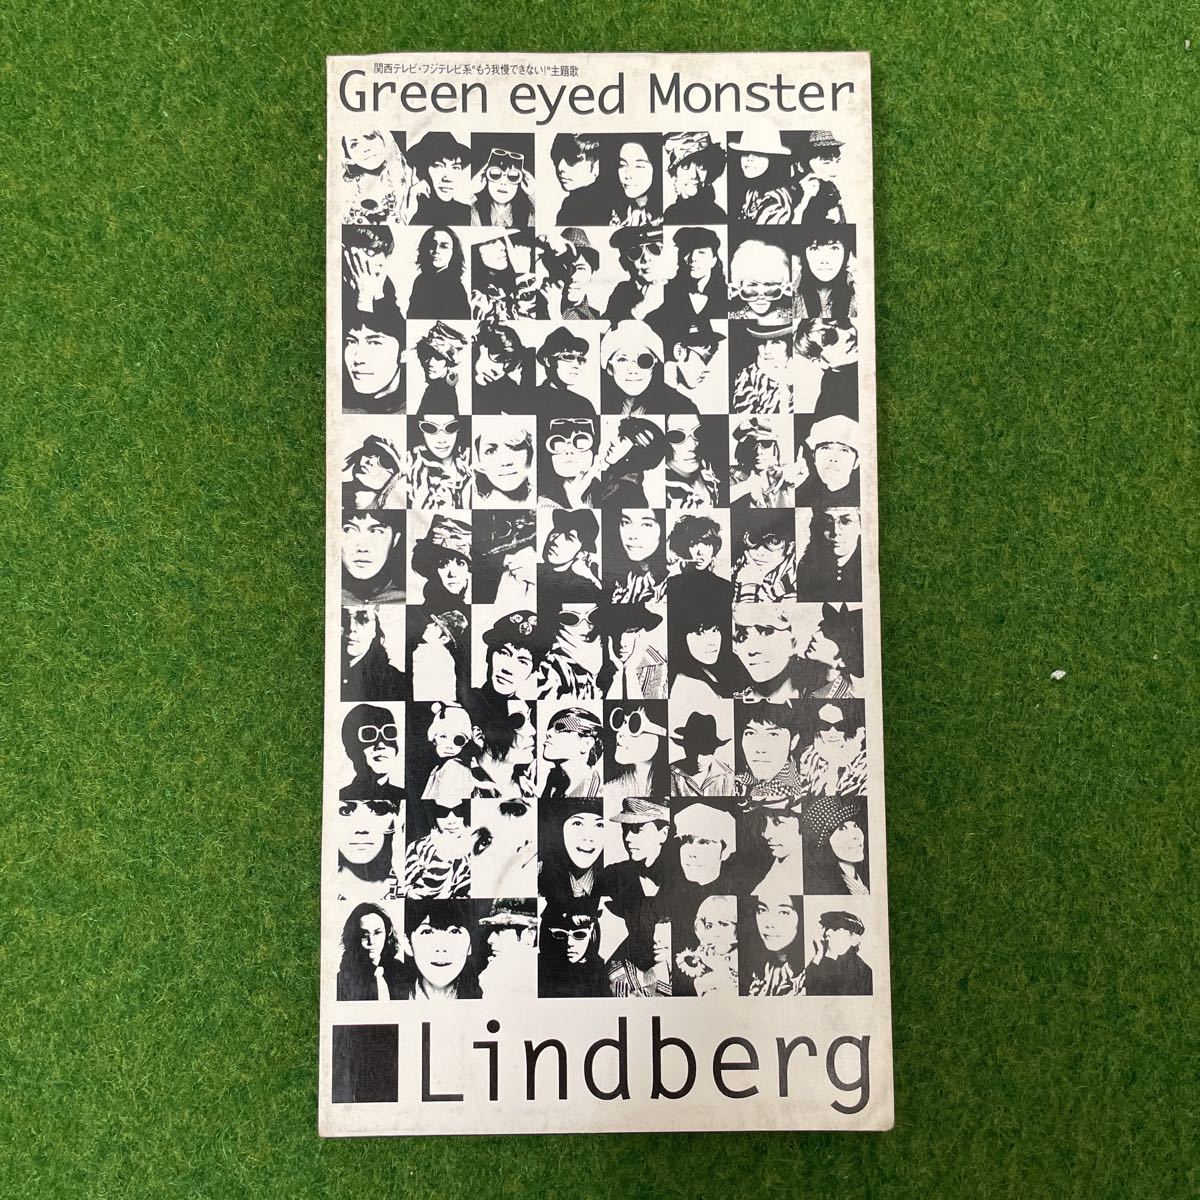 関西テレビ・フジテレビ系"もう我慢できない!"主題歌
Green eyed Monster
Lindberg